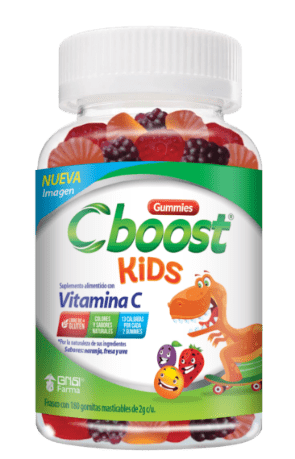 NUEVA
Imagen
Gummies
Cboost®
KiDS
Suplemento alimenticio con
Vitamina C
LIBRE DE
GLUTEN
COLORES
Y SABORES
NATURALES
13 CALORÍAS
POR CADA
2 GUMMIES
*Por la naturaleza de sus ingredientes
Sabores: naranja, fresa y uva
gnbi
Farma
Frasco con 100 gomitas masticables de 2g c/u.